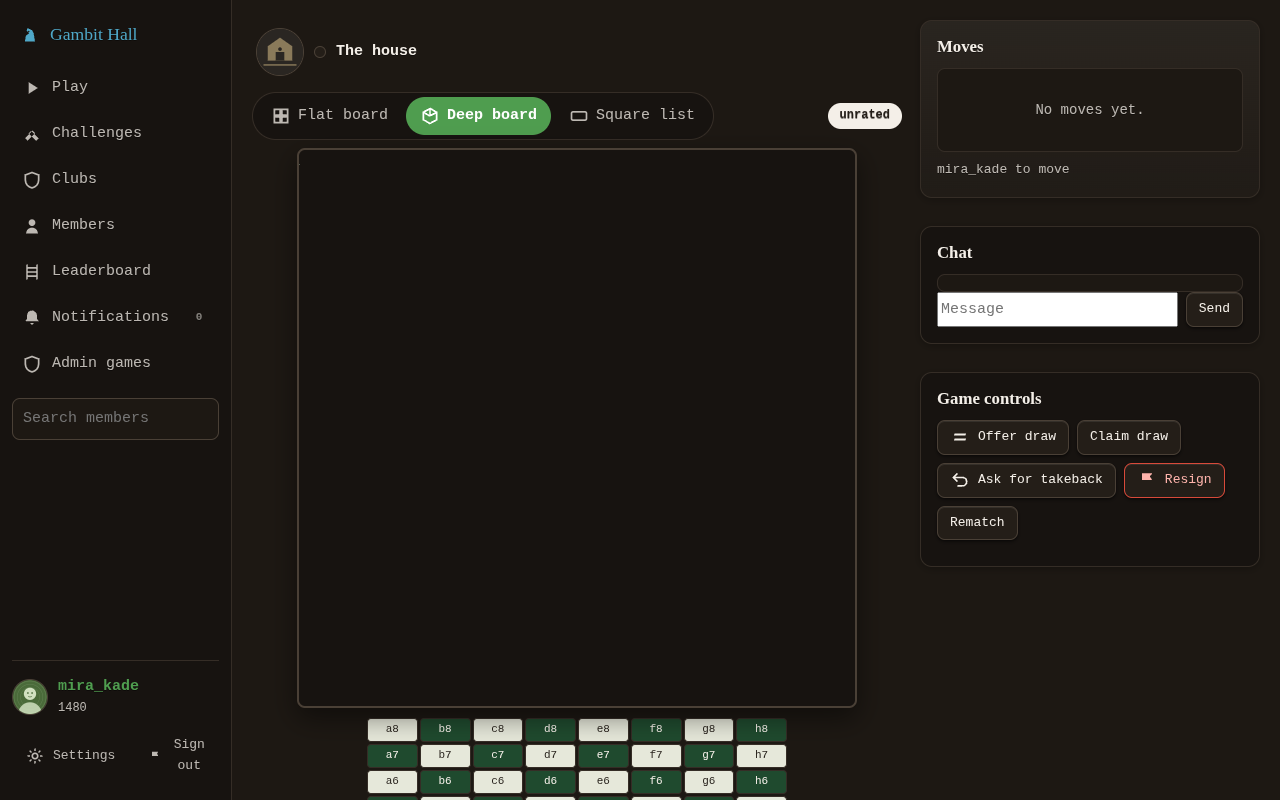 Gambit Hall
Play
Challenges
Clubs
Members
Leaderboard
Notifications 0
Admin games
Search members
mira_kade
1480
Settings
Sign out
The house
Flat board
Deep board
Square list
unrated
a8 b8 c8 d8 e8 f8 g8 h8
a7 b7 c7 d7 e7 f7 g7 h7
a6 b6 c6 d6 e6 f6 g6 h6
Moves
No moves yet.
mira_kade to move
Chat
Message
Send
Game controls
Offer draw
Claim draw
Ask for takeback
Resign
Rematch